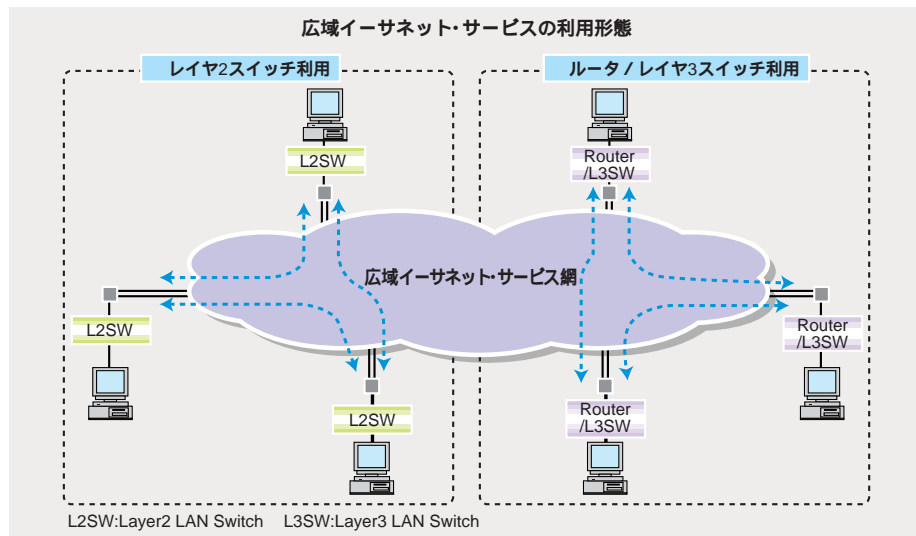 広域イーサネット・サービスの利用形態
レイヤ2スイッチ利用
ルータ / レイヤ3スイッチ利用
L2SW
Router
/L3SW
広域イーサネット・サービス網
L2SW
Router
/L3SW
L2SW
Router
/L3SW
L2SW:Layer2 LAN Switch L3SW:Layer3 LAN Switch